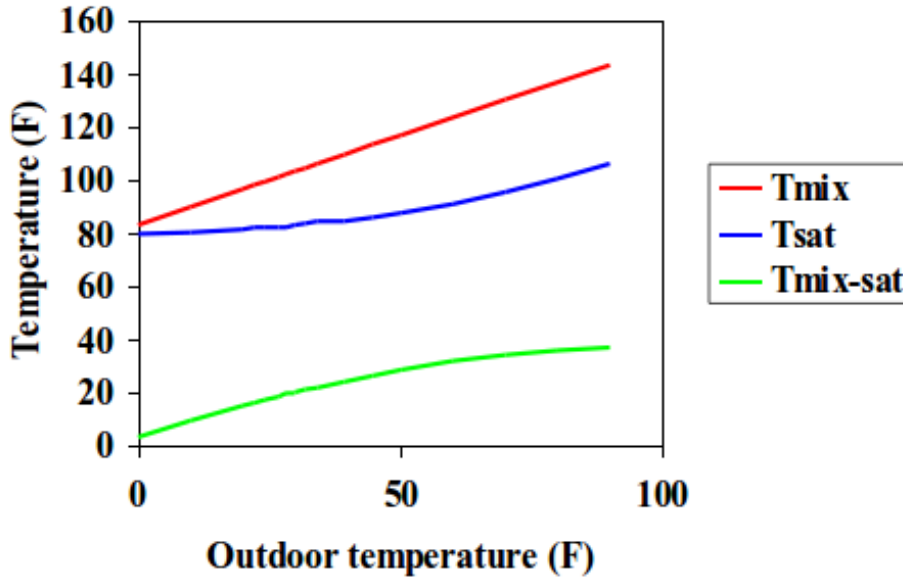 160
140
120
100
80
60
40
20
0
Temperature (F)
0 50 100
Outdoor temperature (F)
Tmix
Tsat
Tmix-sat